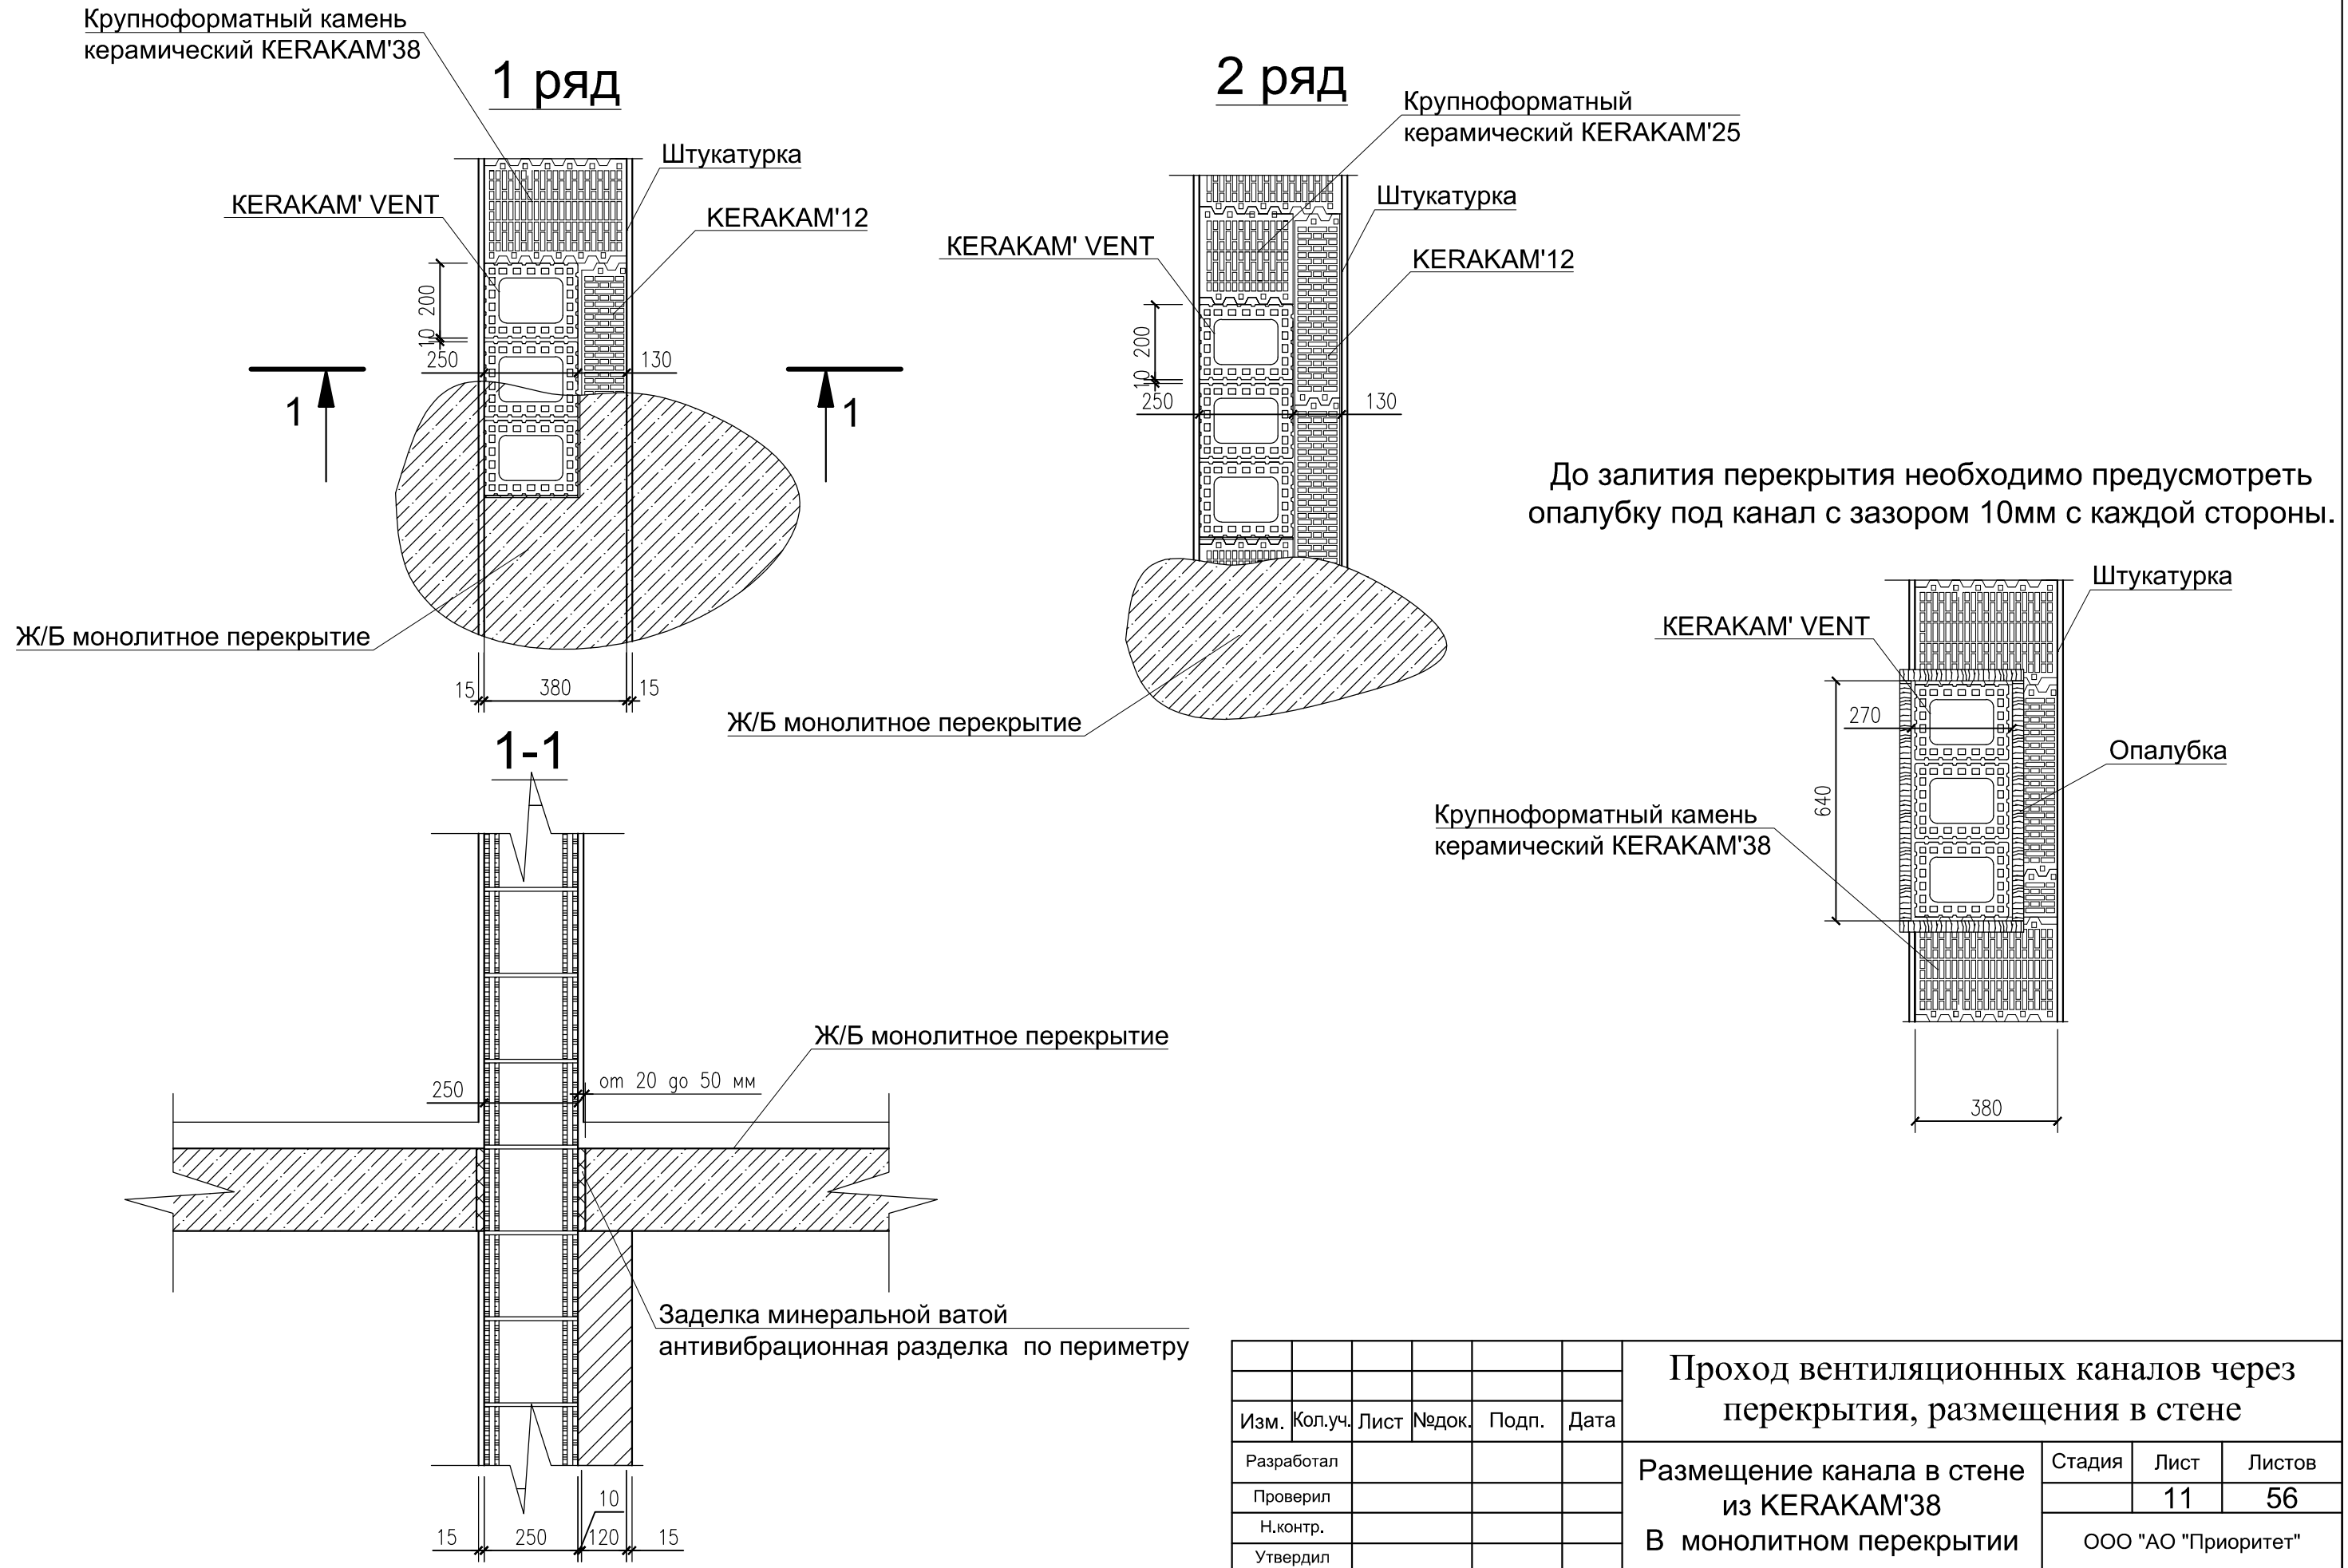 Крупноформатный камень
керамический KERAKAM'38
1 ряд
Штукатурка
KERAKAM' VENT
KERAKAM'12
200
10
250
130
1
1
Ж/Б монолитное перекрытие
15
380
15
2 ряд
Крупноформатный
керамический KERAKAM'25
Штукатурка
KERAKAM' VENT
KERAKAM'12
200
10
250
130
Ж/Б монолитное перекрытие
До залития перекрытия необходимо предусмотреть
опалубку под канал с зазором 10мм с каждой стороны.
Штукатурка
KERAKAM' VENT
270
Опалубка
640
Крупноформатный камень
керамический KERAKAM'38
380
1-1
Ж/Б монолитное перекрытие
250
от 20 до 50 мм
Заделка минеральной ватой
антивибрационная разделка по периметру
10
15
250
120
15
Проход вентиляционных каналов через
перекрытия, размещения в стене
Изм.
Кол.уч.
Лист
№док.
Подп.
Дата
Разработал
Проверил
Н.контр.
Утвердил
Размещение канала в стене
из KERAKAM'38
В монолитном перекрытии
Стадия
Лист
Листов
11
56
ООО "АО "Приоритет"